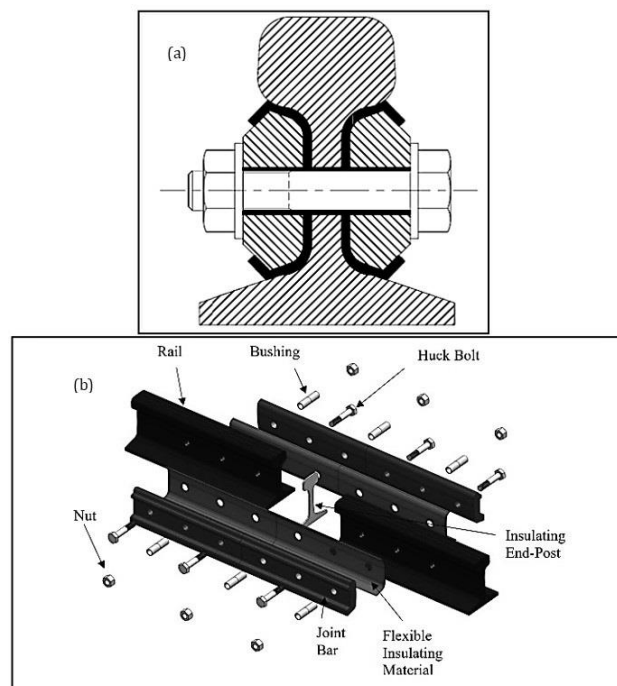 (a)
(b)
Rail
Bushing
Huck Bolt
Nut
Insulating
End-Post
Joint
Bar
Flexible
Insulating
Material